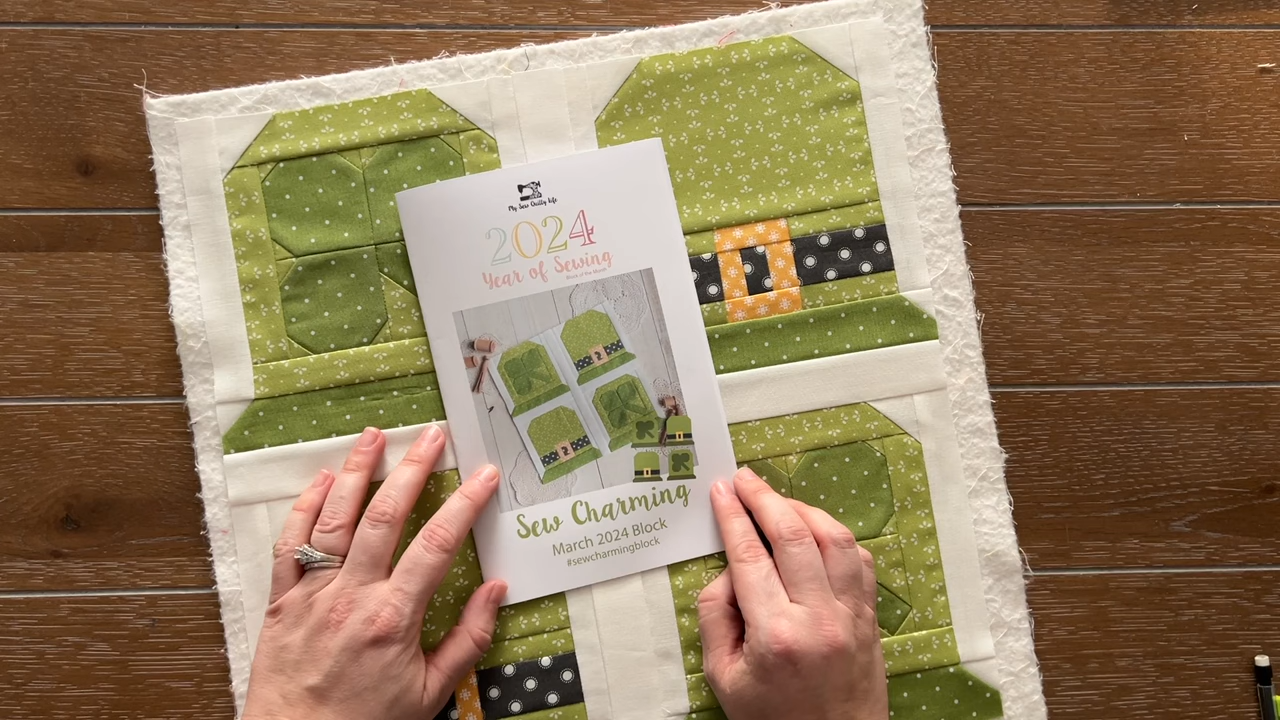 My Sew Quilty Life
2024
Year of Sewing
Block of the Month
Sew Charming
March 2024 Block
#sewcharmingblock